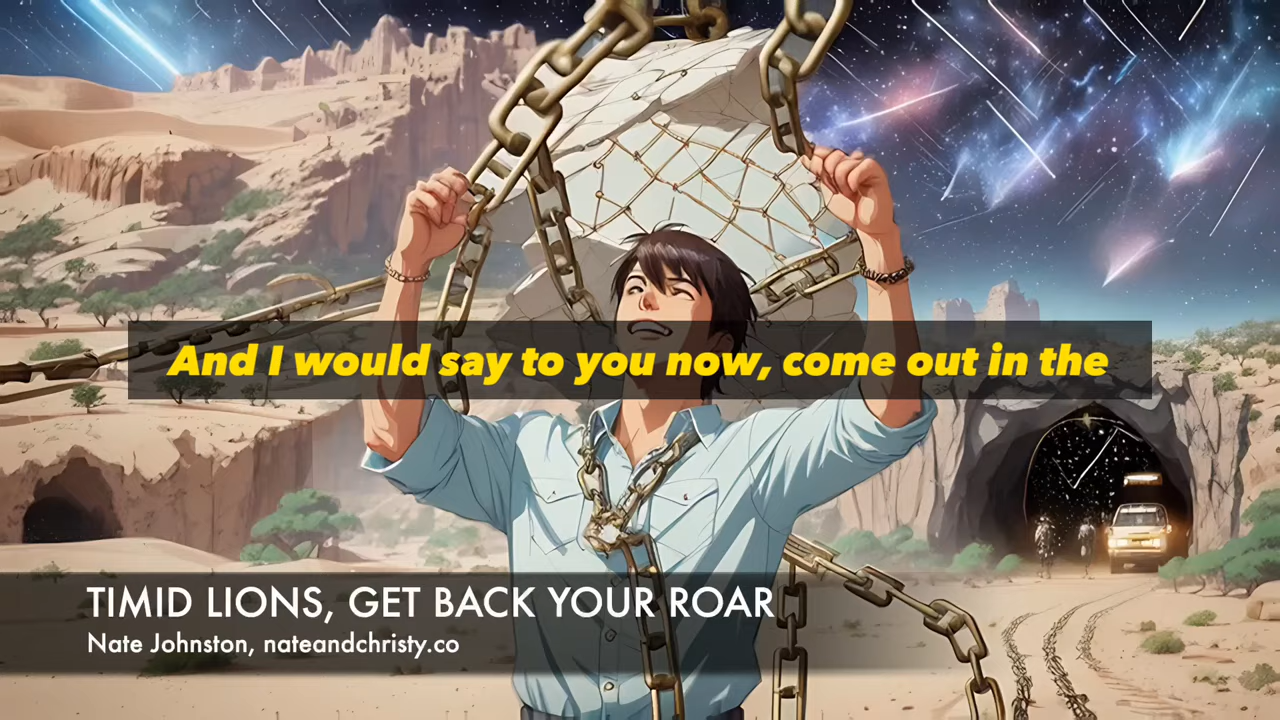 And I would say to you now, come out in the
TIMID LIONS, GET BACK YOUR ROAR
Nate Johnston, nateandchristy.co